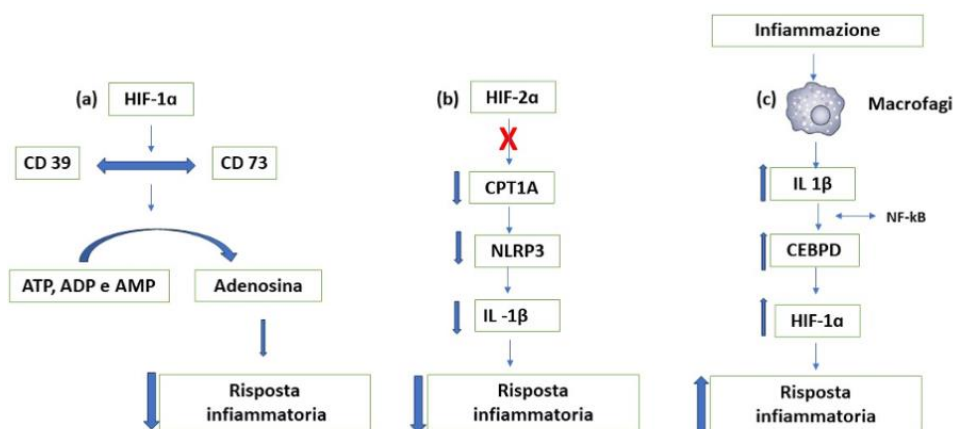 (a)
HIF-1α
CD 39
CD 73
ATP, ADP e AMP
Adenosina
Risposta
infiammatoria
(b)
HIF-2α
X
CPT1A
NLRP3
IL -1β
Risposta
infiammatoria
Infiammazione
(c)
Macrofagi
IL 1β
NF-kB
CEBPD
HIF-1α
Risposta
infiammatoria